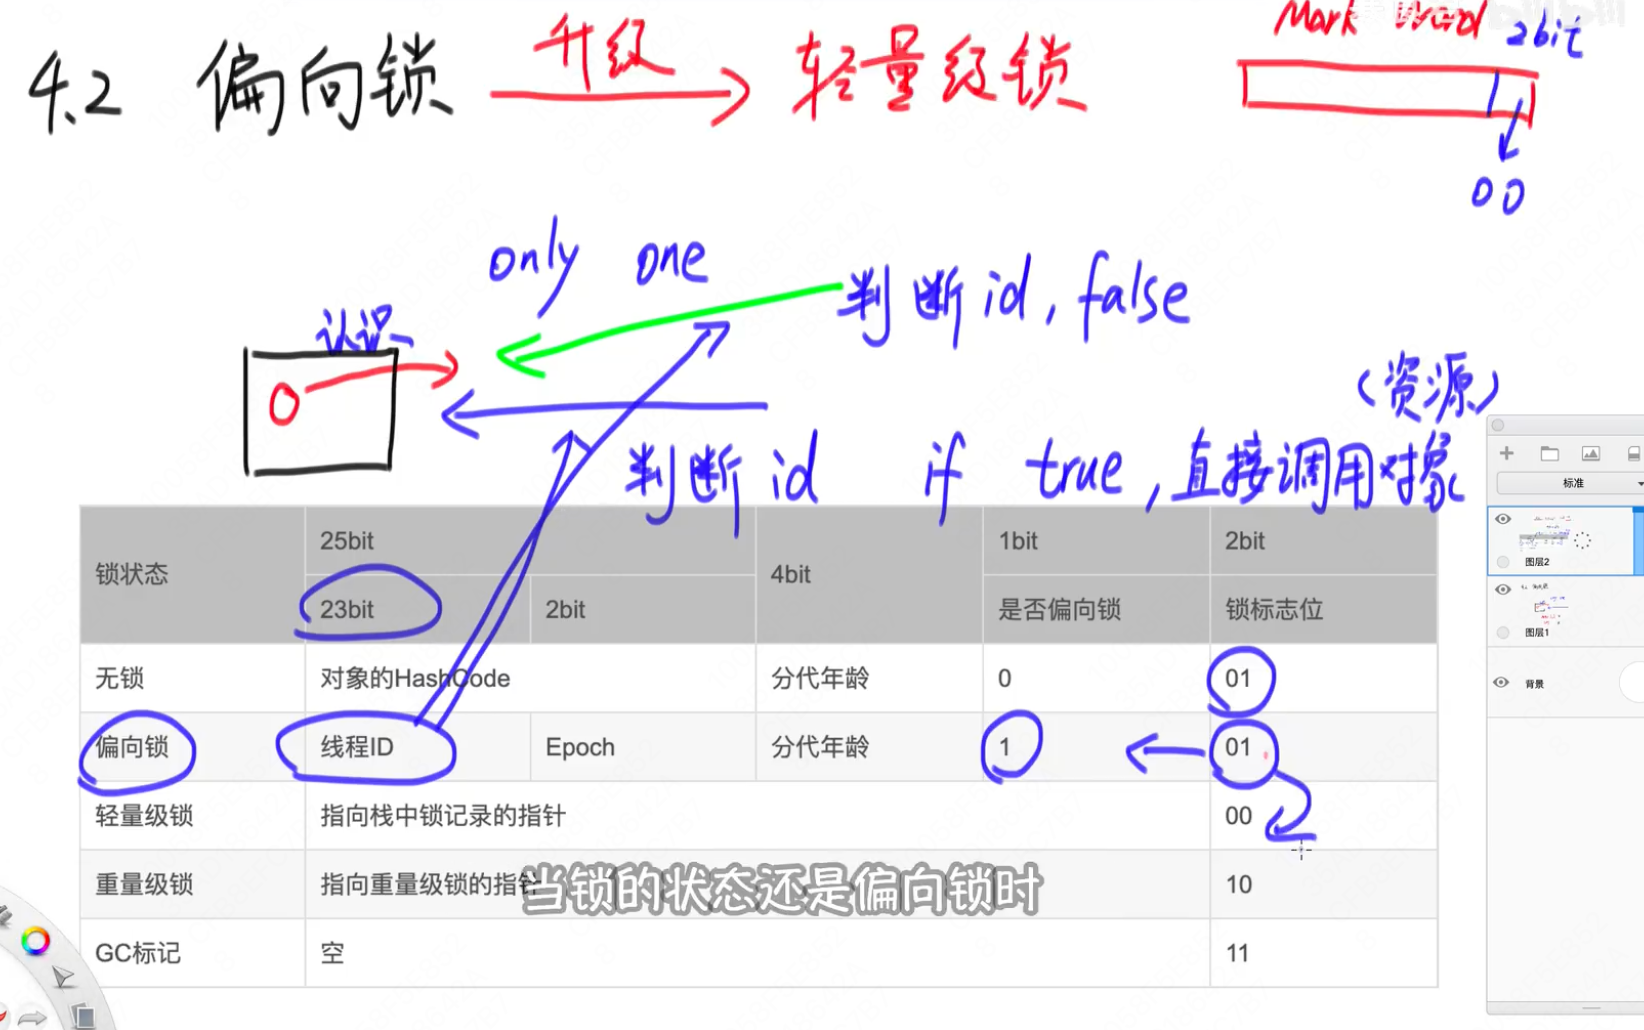 4.2 偏向锁 升级 轻量级锁
Mark Word 2bit
00
only one
判断id, false
认识
(资源)
判断 id if true, 直接调用对象
标准
锁状态 25bit 4bit 1bit 2bit
23bit 2bit 是否偏向锁 锁标志位
无锁 对象的HashCode 分代年龄 0 01
偏向锁 线程ID Epoch 分代年龄 1 01
轻量级锁 指向栈中锁记录的指针 00
重量级锁 指向重量级锁的指针 10
GC标记 空 11
当锁的状态还是偏向锁时
图层2
图层1
背景